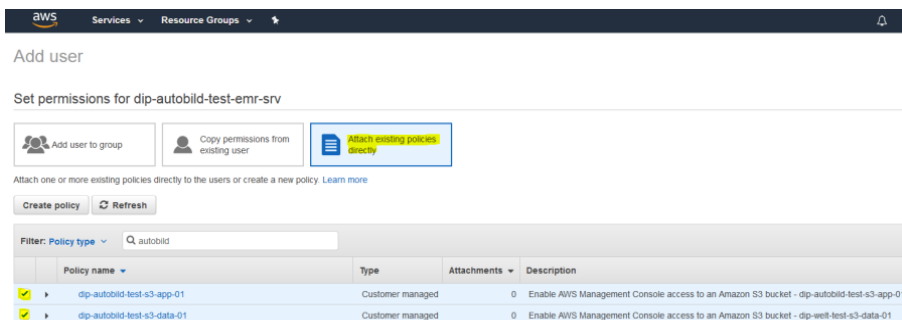 aws Services Resource Groups
Add user
Set permissions for dip-autobild-test-emr-srv
Add user to group
Copy permissions from
existing user
Attach existing policies
directly
Attach one or more existing policies directly to the users or create a new policy. Learn more
Create policy Refresh
Filter: Policy type autobild
Policy name Type Attachments Description
dip-autobild-test-s3-app-01 Customer managed 0 Enable AWS Management Console access to an Amazon S3 bucket - dip-autobild-test-s3-app-0
dip-autobild-test-s3-data-01 Customer managed 0 Enable AWS Management Console access to an Amazon S3 bucket - dip-welt-test-s3-data-01